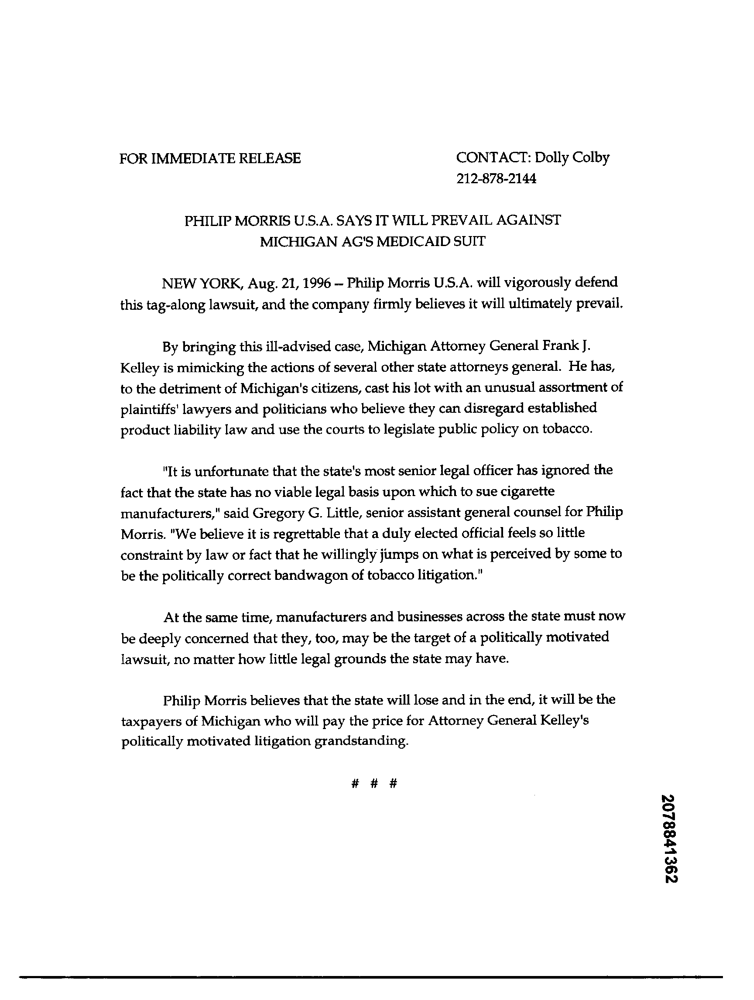 FOR IMMEDIATE RELEASE
CONTACT: Dolly Colby
212-878-2144
PHILIP MORRIS U.S.A. SAYS IT WILL PREVAIL AGAINST
MICHIGAN AG'S MEDICAID SUIT
NEW YORK, Aug. 21, 1996 -- Philip Morris U.S.A. will vigorously defend
this tag-along lawsuit, and the company firmly believes it will ultimately prevail.
By bringing this ill-advised case, Michigan Attorney General Frank J.
Kelley is mimicking the actions of several other state attorneys general. He has,
to the detriment of Michigan's citizens, cast his lot with an unusual assortment of
plaintiffs' lawyers and politicians who believe they can disregard established
product liability law and use the courts to legislate public policy on tobacco.
"It is unfortunate that the state's most senior legal officer has ignored the
fact that the state has no viable legal basis upon which to sue cigarette
manufacturers," said Gregory G. Little, senior assistant general counsel for Philip
Morris. "We believe it is regrettable that a duly elected official feels so little
constraint by law or fact that he willingly jumps on what is perceived by some to
be the politically correct bandwagon of tobacco litigation."
At the same time, manufacturers and businesses across the state must now
be deeply concerned that they, too, may be the target of a politically motivated
lawsuit, no matter how little legal grounds the state may have.
Philip Morris believes that the state will lose and in the end, it will be the
taxpayers of Michigan who will pay the price for Attorney General Kelley's
politically motivated litigation grandstanding.
# # #
2078841362